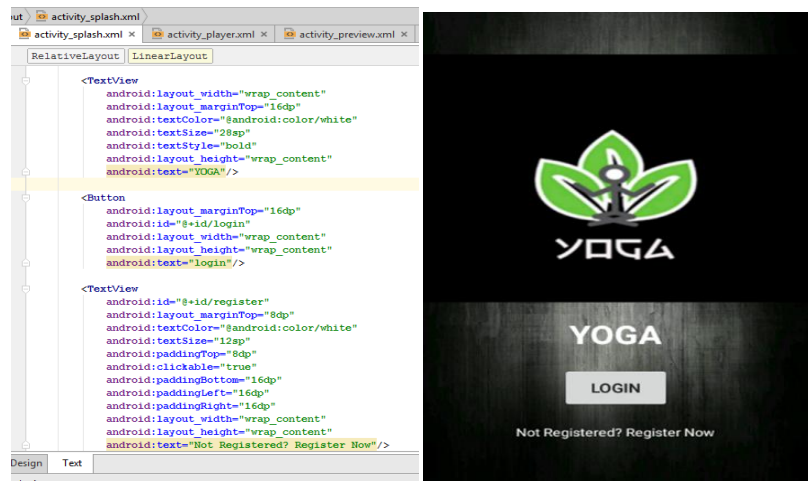 out activity_splash.xml
activity_splash.xml × activity_player.xml × activity_preview.xml ×
RelativeLayout LinearLayout
<TextView
android:layout_width="wrap_content"
android:layout_marginTop="16dp"
android:textColor="@android:color/white"
android:textSize="28sp"
android:textStyle="bold"
android:layout_height="wrap_content"
android:text="YOGA"/>
<Button
android:layout_marginTop="16dp"
android:id="@+id/login"
android:layout_width="wrap_content"
android:layout_height="wrap_content"
android:text="login"/>
<TextView
android:id="@+id/register"
android:layout_marginTop="8dp"
android:textColor="@android:color/white"
android:textSize="12sp"
android:paddingTop="8dp"
android:clickable="true"
android:paddingBottom="16dp"
android:paddingLeft="16dp"
android:paddingRight="16dp"
android:layout_width="wrap_content"
android:layout_height="wrap_content"
android:text="Not Registered? Register Now"/>
Design Text
YOGA
YOGA
LOGIN
Not Registered? Register Now